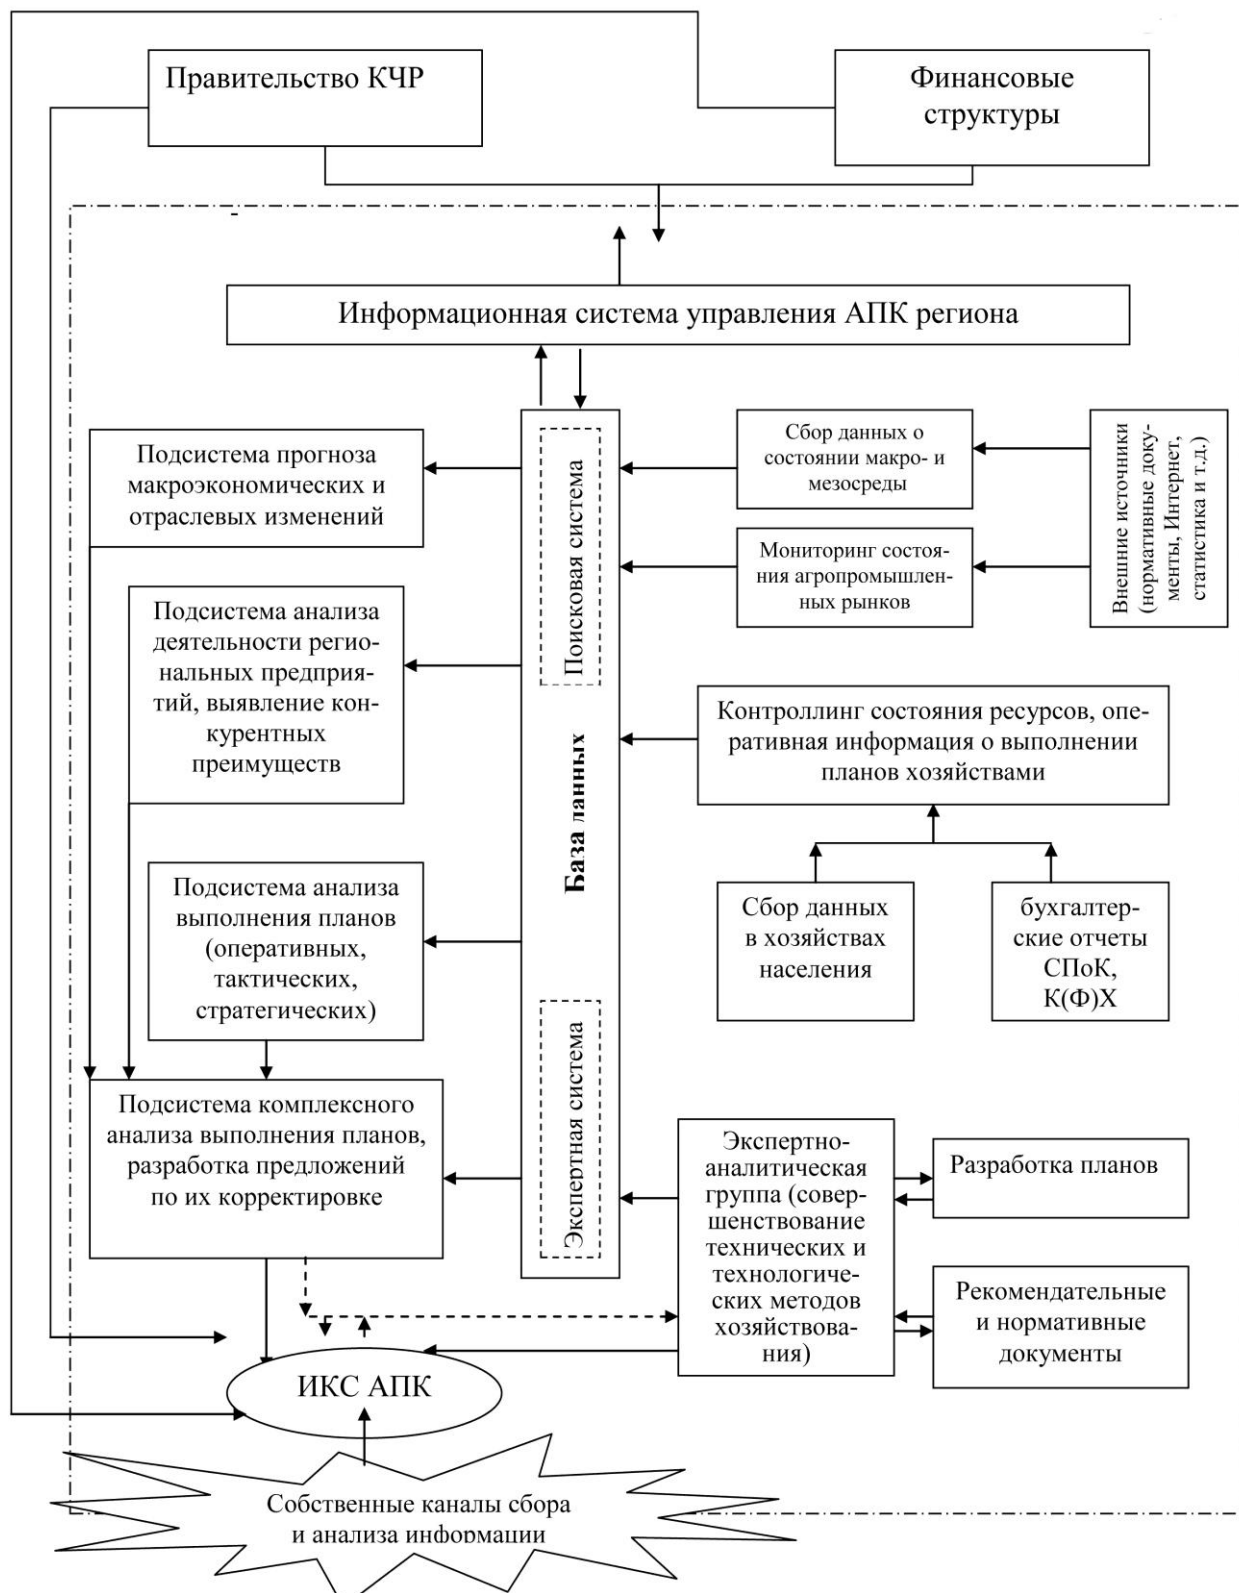 Правительство КЧР
Финансовые
структуры
Информационная система управления АПК региона
Подсистема прогноза
макроэкономических и
отраслевых изменений
Поисковая система
Сбор данных о
состоянии макро- и
мезосреды
Внешние источники
(нормативные доку-
менты, Интернет,
статистика и т.д.)
Мониторинг состоя-
ния агропромышлен-
ных рынков
Подсистема анализа
деятельности регио-
нальных предприя-
тий, выявление кон-
курентных
преимуществ
База данных
Контроллинг состояния ресурсов, опе-
ративная информация о выполнении
планов хозяйствами
Подсистема анализа
выполнения планов
(оперативных,
тактических,
стратегических)
Сбор данных
в хозяйствах
населения
бухгалтер-
ские отчеты
СПоК,
К(Ф)Х
Подсистема комплексного
анализа выполнения планов,
разработка предложений
по их корректировке
Экспертная система
Экспертно-
аналитическая
группа (совер-
шенствование
технических и
технологиче-
ских методов
хозяйствова-
ния)
Разработка планов
Рекомендательные
и нормативные
документы
ИКС АПК
Собственные каналы сбора
и анализа информации